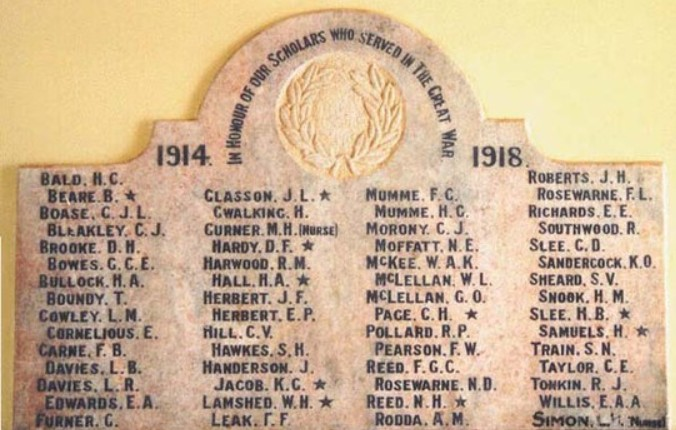 IN HONOUR OF OUR SCHOLARS WHO SERVED IN THE GREAT WAR
1914.
1918.
BALD, H.C.
BEARE. B. ★
BOASE, C. J. L.
BLEAKLEY, C. J.
BROOKE. D. H.
BOWES. G. C. E.
BULLOCK. H. A.
BOUNDY. T.
COWLEY. L. M.
CORNELIOUS. E.
CARNE, F. B.
DAVIES. L. B.
DAVIES. L. R.
EDWARDS. E. A.
FURNER. G.
CLASSON. J. L. ★
GWALKING. H.
GURNER. M.H. (NURSE)
HARDY. D. F. ★
HARWOOD. R. M.
HALL. H.A. ★
HERBERT. J. F.
HERBERT. E. P.
HILL. C. V.
HAWKES. S. H.
HANDERSON. J.
JACOB. K.C. ★
LAMSHED. W.H. ★
LEAK. F. F.
MUMME. F. C.
MUMME. H. C.
MORONY. C. J.
MOFFATT. N. E.
MCKEE. W. A. K.
MCLELLAN. W. L.
MCLELLAN. G. O.
PAGE. C. H. ★
POLLARD. R. P.
PEARSON. F. W.
REED. F. G. C.
ROSEWARNE. N. D.
REED. N. H. ★
RODDA. A. M.
ROBERTS. J. H.
ROSEWARNE. F. L.
RICHARDS. E. E.
SOUTHWOOD. R.
SLEE. C. D.
SANDERCOCK. K.O.
SHEARD. S. V.
SNOOK. H. M.
SLEE. H. B. ★
SAMUELS. H. ★
TRAIN. S. N.
TAYLOR. C. E.
TONKIN. R. J.
WILLIS. E. A. A.
SIMON. (NURSE)